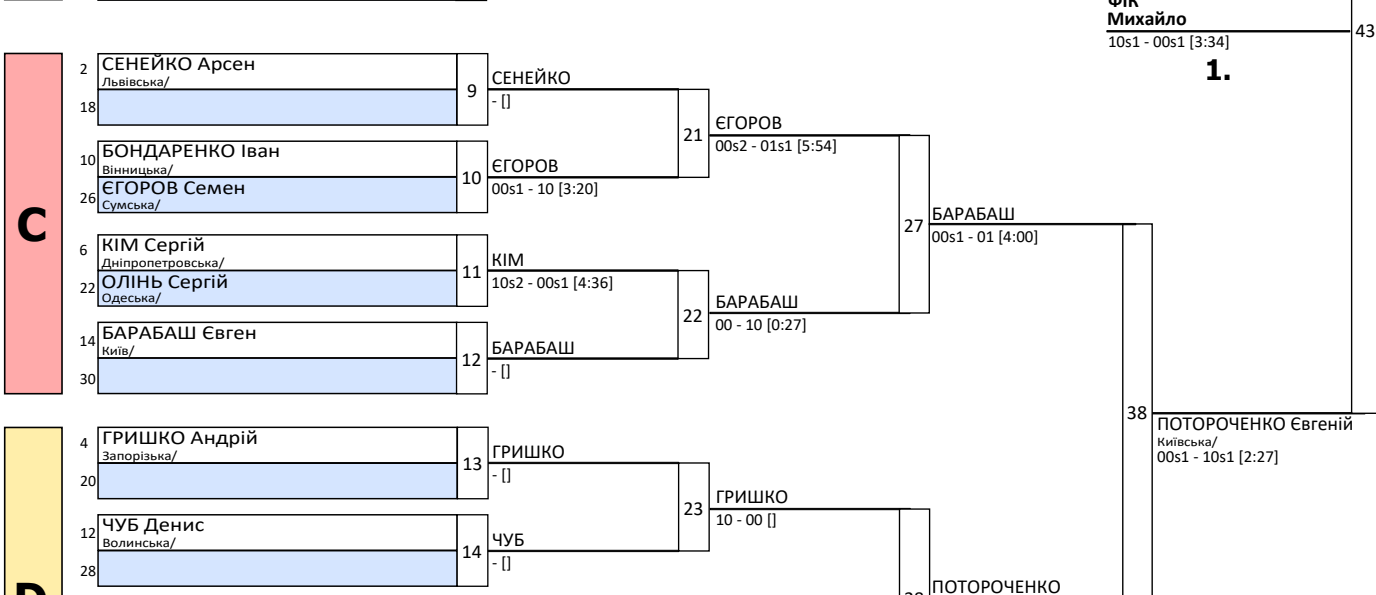 ФІК
Михайло
10s1 - 00s1 [3:34]
1.
43
C
2
СЕНЕЙКО Арсен
Львівська/
18
9
СЕНЕЙКО
- []
10
БОНДАРЕНКО Іван
Вінницька/
26
ЄГОРОВ Семен
Сумська/
10
ЄГОРОВ
00s1 - 10 [3:20]
21
ЄГОРОВ
00s2 - 01s1 [5:54]
6
КІМ Сергій
Дніпропетровська/
22
ОЛІНЬ Сергій
Одеська/
11
КІМ
10s2 - 00s1 [4:36]
14
БАРАБАШ Євген
Київ/
30
12
БАРАБАШ
- []
22
БАРАБАШ
00 - 10 [0:27]
27
БАРАБАШ
00s1 - 01 [4:00]
D
4
ГРИШКО Андрій
Запорізька/
20
13
ГРИШКО
- []
12
ЧУБ Денис
Волинська/
28
14
ЧУБ
- []
23
ГРИШКО
10 - 00 []
ПОТОРОЧЕНКО
38
ПОТОРОЧЕНКО Євгеній
Київська/
00s1 - 10s1 [2:27]